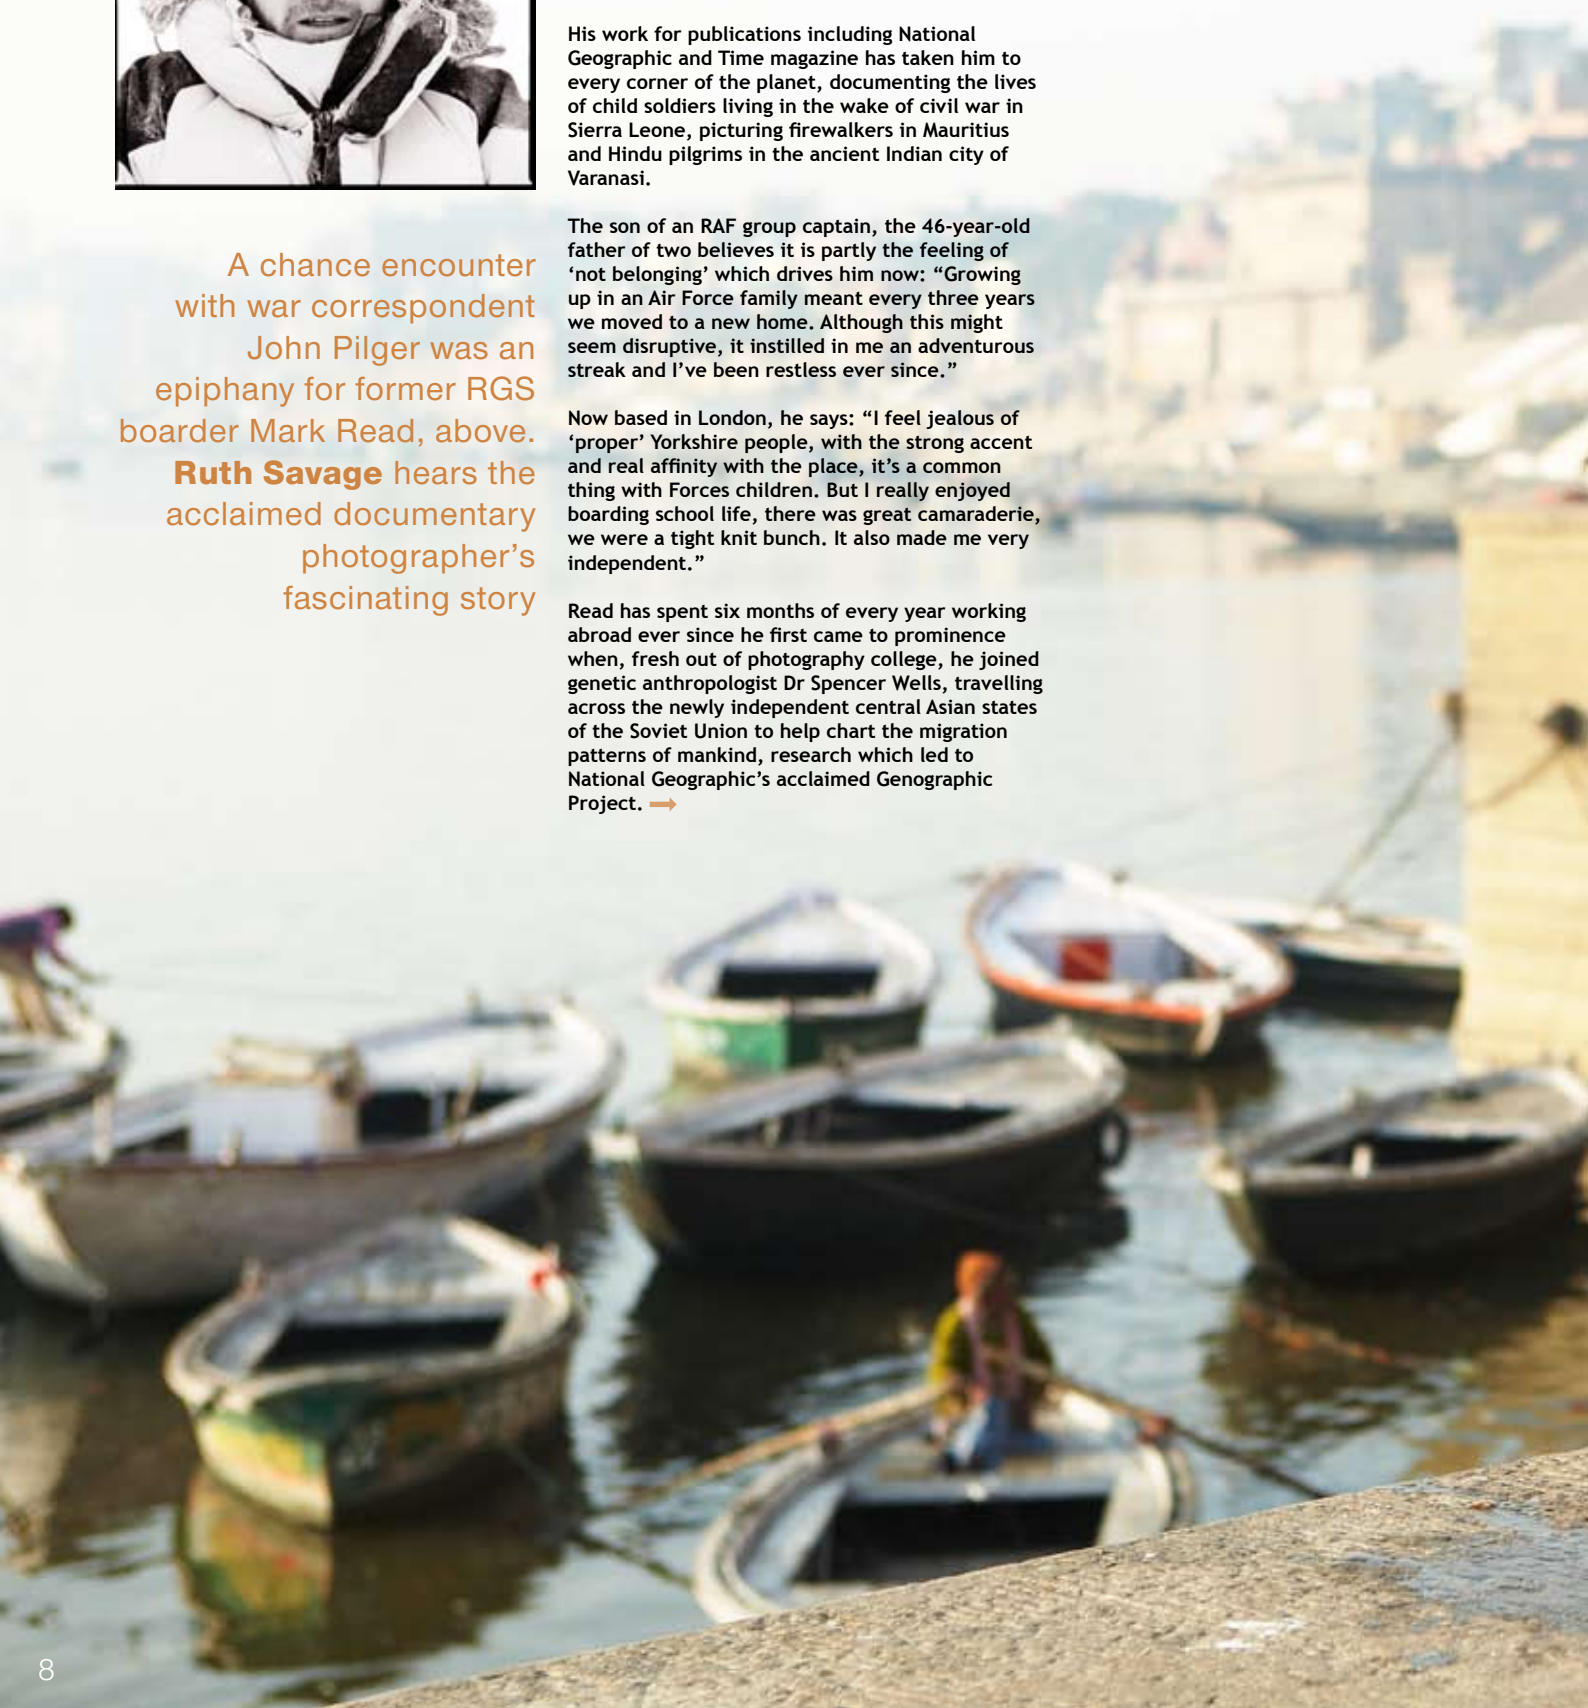 A chance encounter
with war correspondent
John Pilger was an
epiphany for former RGS
boarder Mark Read, above.
Ruth Savage hears the
acclaimed documentary
photographer’s
fascinating story
His work for publications including National
Geographic and Time magazine has taken him to
every corner of the planet, documenting the lives
of child soldiers living in the wake of civil war in
Sierra Leone, picturing firewalkers in Mauritius
and Hindu pilgrims in the ancient Indian city of
Varanasi.
The son of an RAF group captain, the 46-year-old
father of two believes it is partly the feeling of
‘not belonging’ which drives him now: “Growing
up in an Air Force family meant every three years
we moved to a new home. Although this might
seem disruptive, it instilled in me an adventurous
streak and I’ve been restless ever since.”
Now based in London, he says: “I feel jealous of
‘proper’ Yorkshire people, with the strong accent
and real affinity with the place, it’s a common
thing with Forces children. But I really enjoyed
boarding school life, there was great camaraderie,
we were a tight knit bunch. It also made me very
independent.”
Read has spent six months of every year working
abroad ever since he first came to prominence
when, fresh out of photography college, he joined
genetic anthropologist Dr Spencer Wells, travelling
across the newly independent central Asian states
of the Soviet Union to help chart the migration
patterns of mankind, research which led to
National Geographic’s acclaimed Genographic
Project. ➞
8